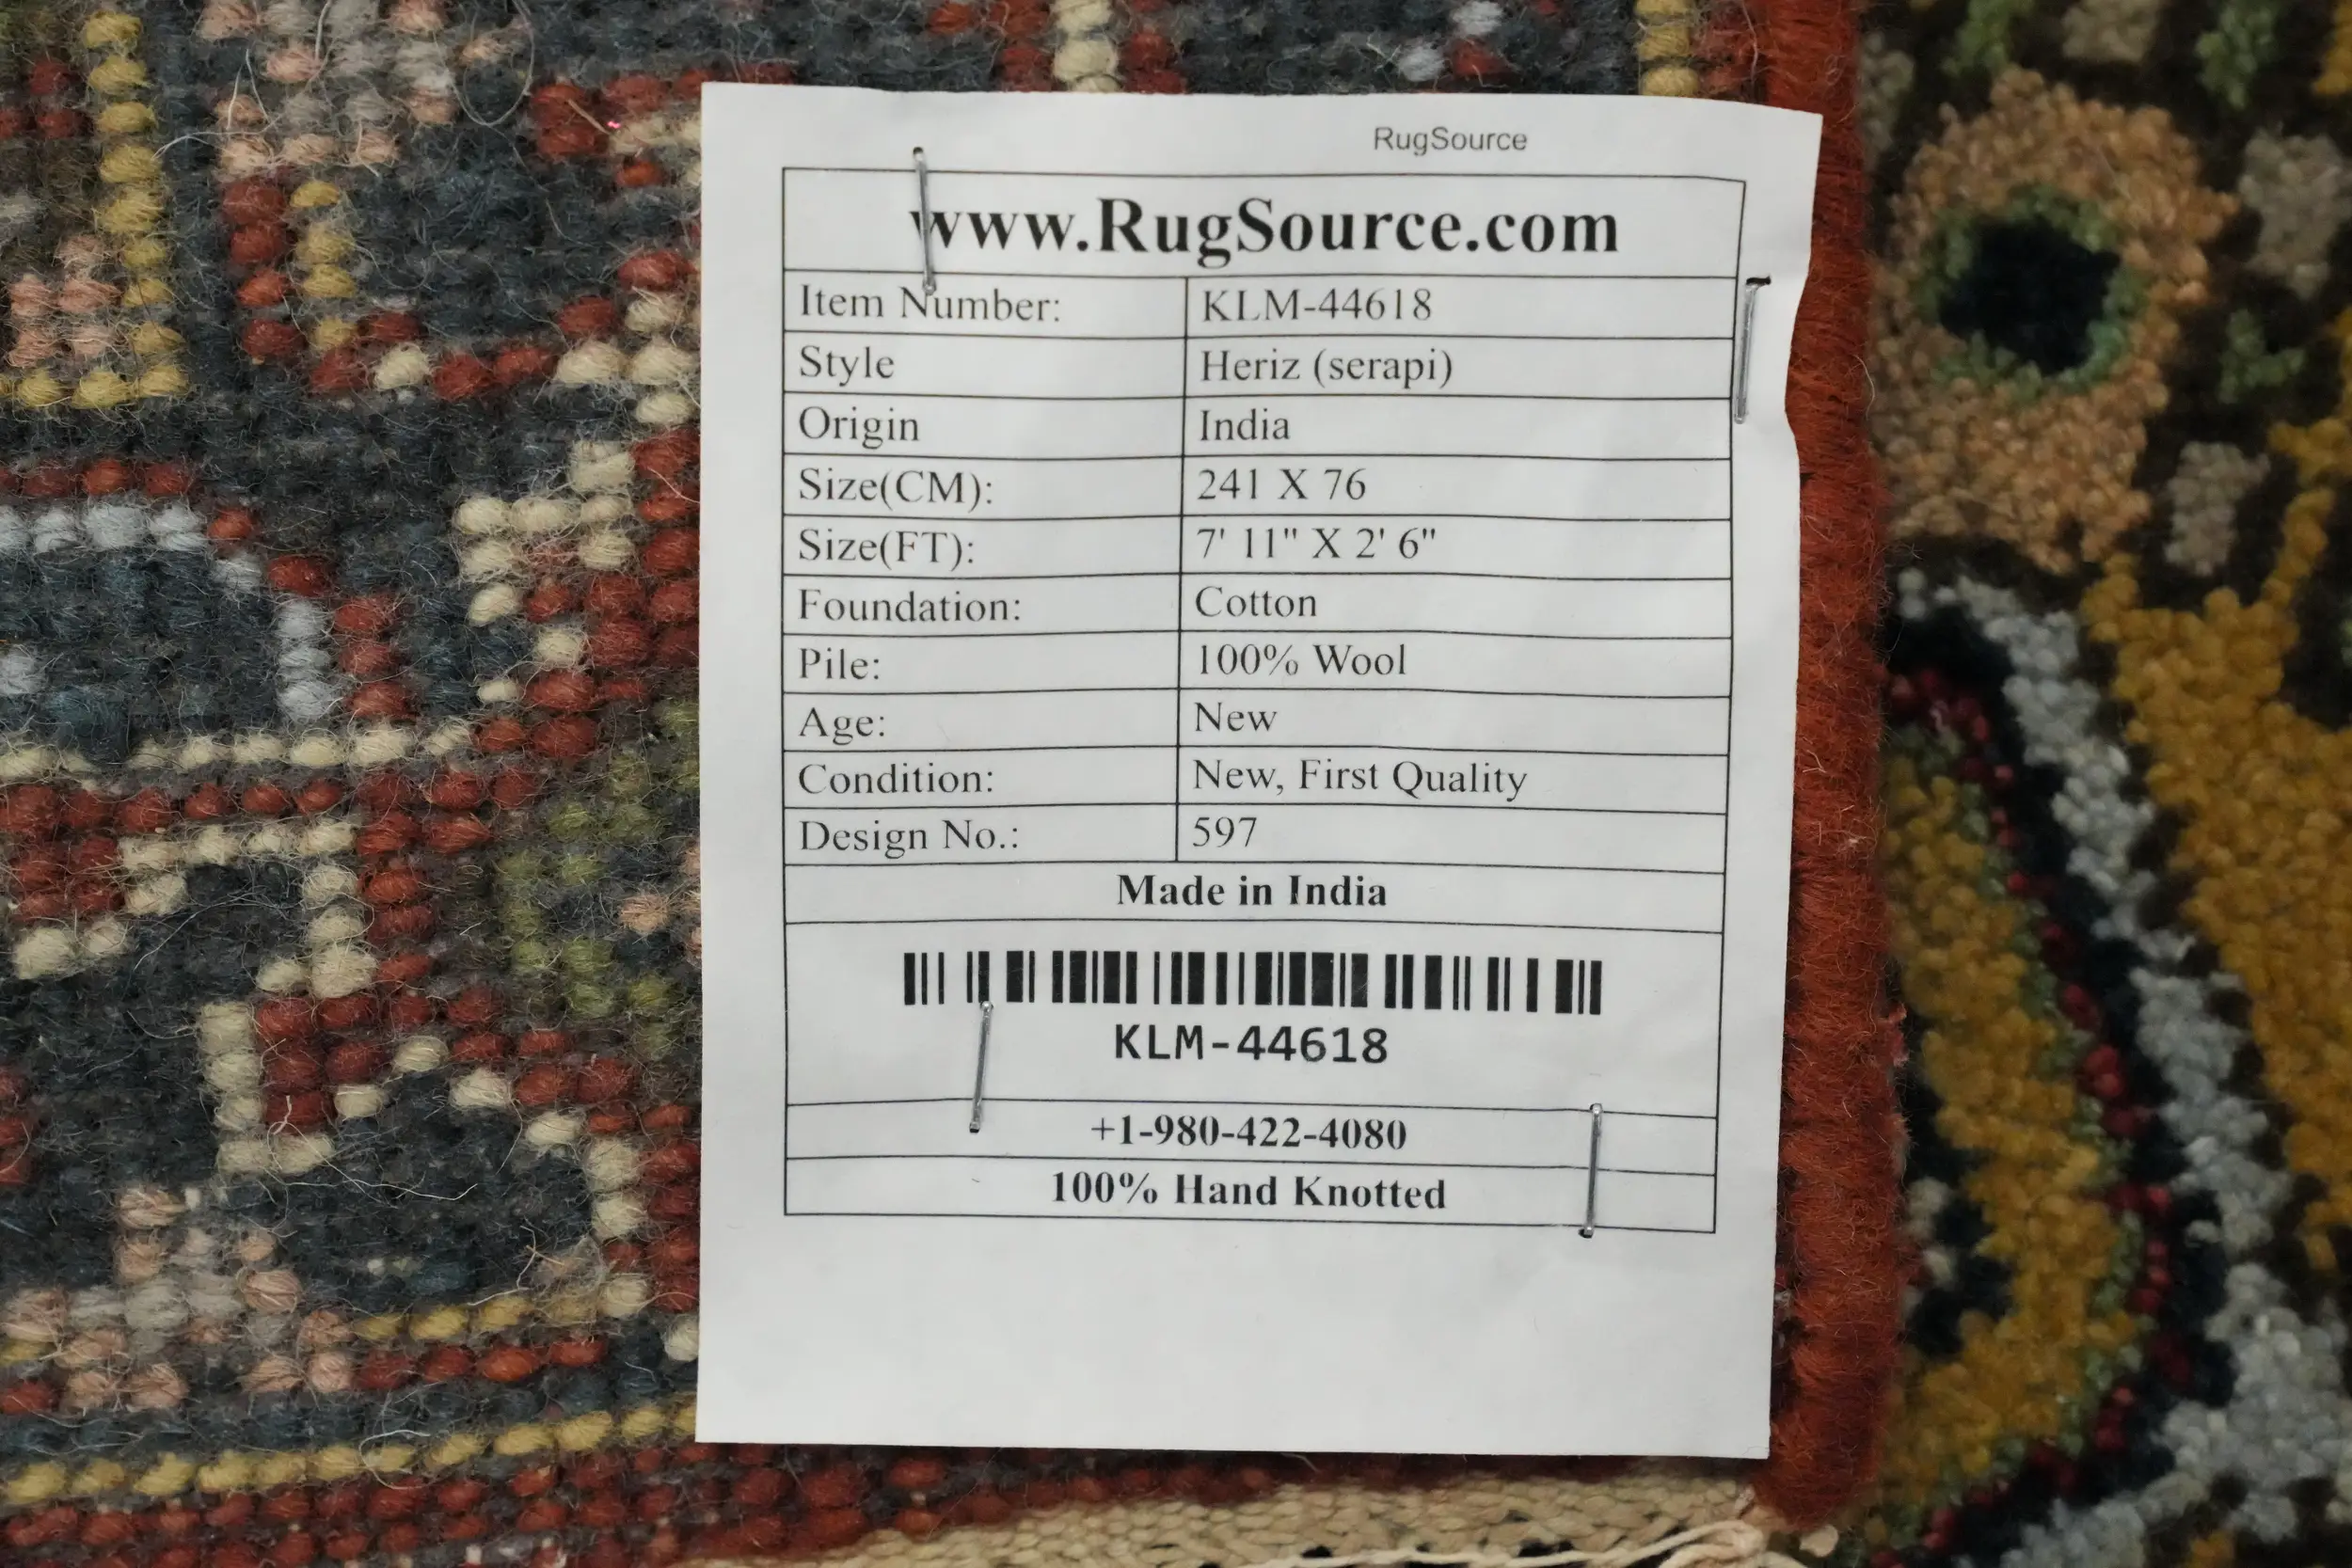 RugSource
www.RugSource.com
Item Number: KLM-44618
Style Heriz (serapi)
Origin India
Size(CM): 241 X 76
Size(FT): 7' 11" X 2' 6"
Foundation: Cotton
Pile: 100% Wool
Age: New
Condition: New, First Quality
Design No.: 597
Made in India
KLM-44618
+1-980-422-4080
100% Hand Knotted